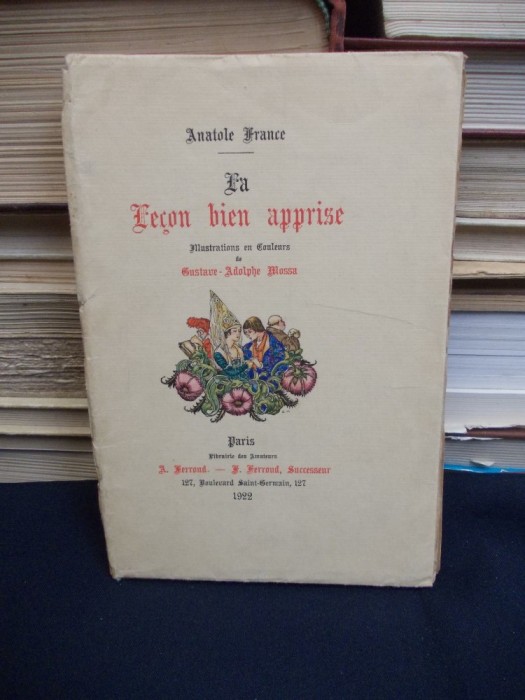 Anatole France
La
Leçon bien apprise
Illustrations en Couleurs
de
Gustave-Adolphe Mossa
Paris
Librairie des Amateurs
A. Ferroud. — F. Ferroud, Successeur
127, Boulevard Saint-Germain, 127
1922